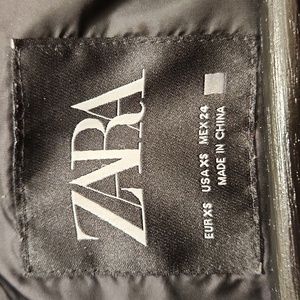 ZARA
EUR XS USA XS MEX 24
MADE IN CHINA